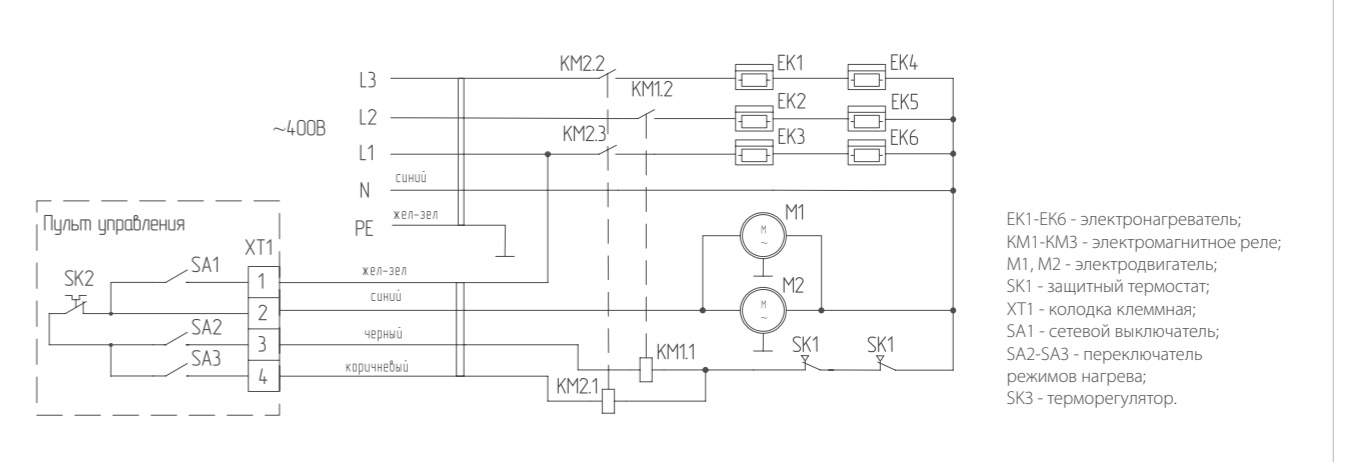 KM2.2
EK1
EK4
L3
KM1.2
EK2
EK5
~400В
L2
KM2.3
EK3
EK6
L1
синий
N
жел-зел
PE
Пульт управления
M1
М
~
XT1
SK2
SA1
1
жел-зел
M2
2
синий
М
~
SA2
3
черный
KM1.1
SK1
SK1
SA3
4
коричневый
KM2.1
EK1-EK6 - электронагреватель;
KM1-KM3 - электромагнитное реле;
M1, M2 - электродвигатель;
SK1 - защитный термостат;
XT1 - колодка клеммная;
SA1 - сетевой выключатель;
SA2-SA3 - переключатель
режимов нагрева;
SK3 - терморегулятор.